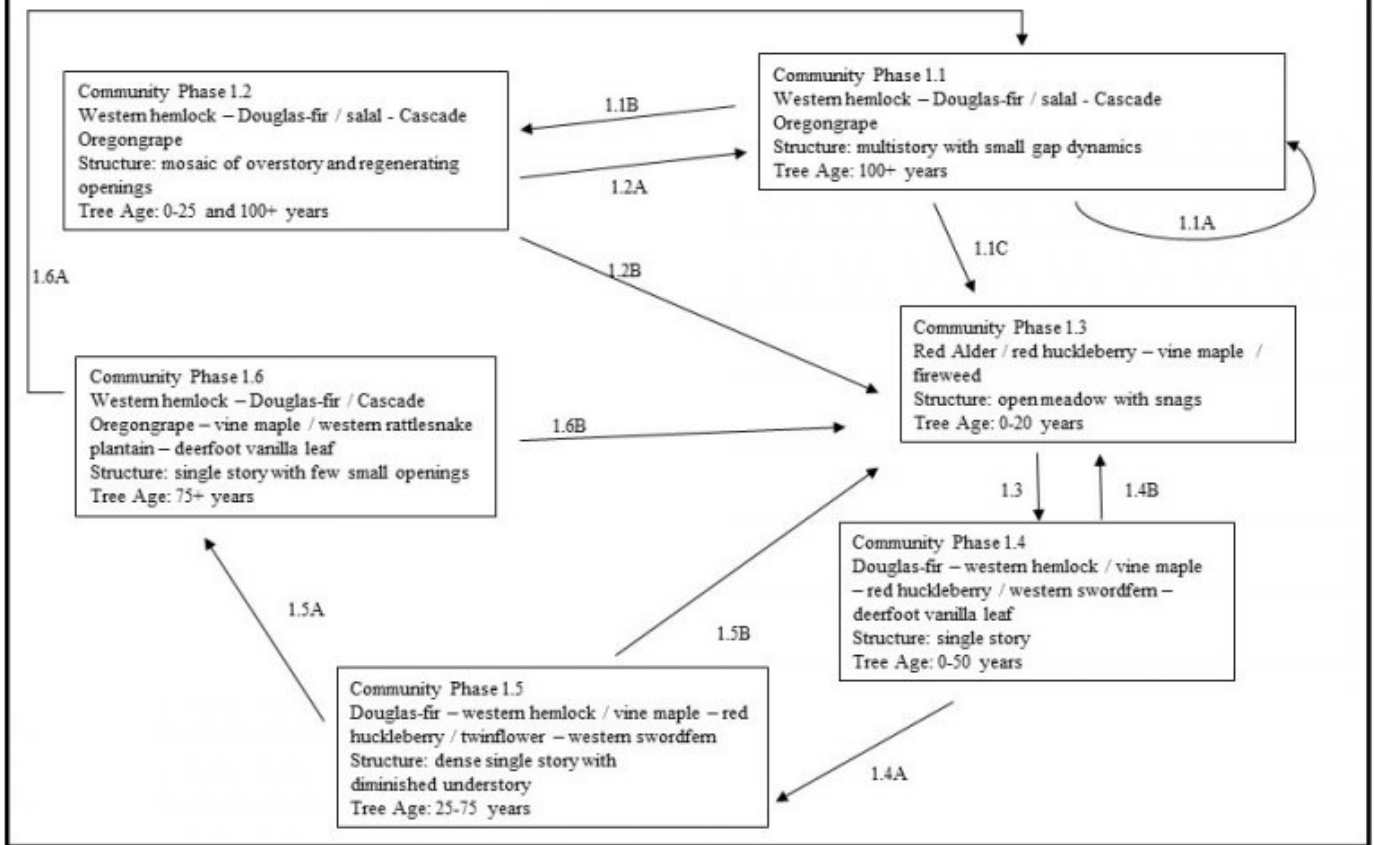 Community Phase 1.1
Western hemlock – Douglas-fir / salal - Cascade
Oregongrape
Structure: multistory with small gap dynamics
Tree Age: 100+ years
Community Phase 1.2
Western hemlock – Douglas-fir / salal - Cascade
Oregongrape
Structure: mosaic of overstory and regenerating
openings
Tree Age: 0-25 and 100+ years
1.1B
1.2A
1.1A
1.1C
1.2B
1.6A
Community Phase 1.3
Red Alder / red huckleberry – vine maple /
fireweed
Structure: open meadow with snags
Tree Age: 0-20 years
Community Phase 1.6
Western hemlock – Douglas-fir / Cascade
Oregongrape – vine maple / western rattlesnake
plantain – deerfoot vanilla leaf
Structure: single story with few small openings
Tree Age: 75+ years
1.6B
1.3
1.4B
Community Phase 1.4
Douglas-fir – western hemlock / vine maple
– red huckleberry / western swordfern –
deerfoot vanilla leaf
Structure: single story
Tree Age: 0-50 years
1.5A
1.5B
Community Phase 1.5
Douglas-fir – western hemlock / vine maple – red
huckleberry / twinflower – western swordfern
Structure: dense single story with
diminished understory
Tree Age: 25-75 years
1.4A